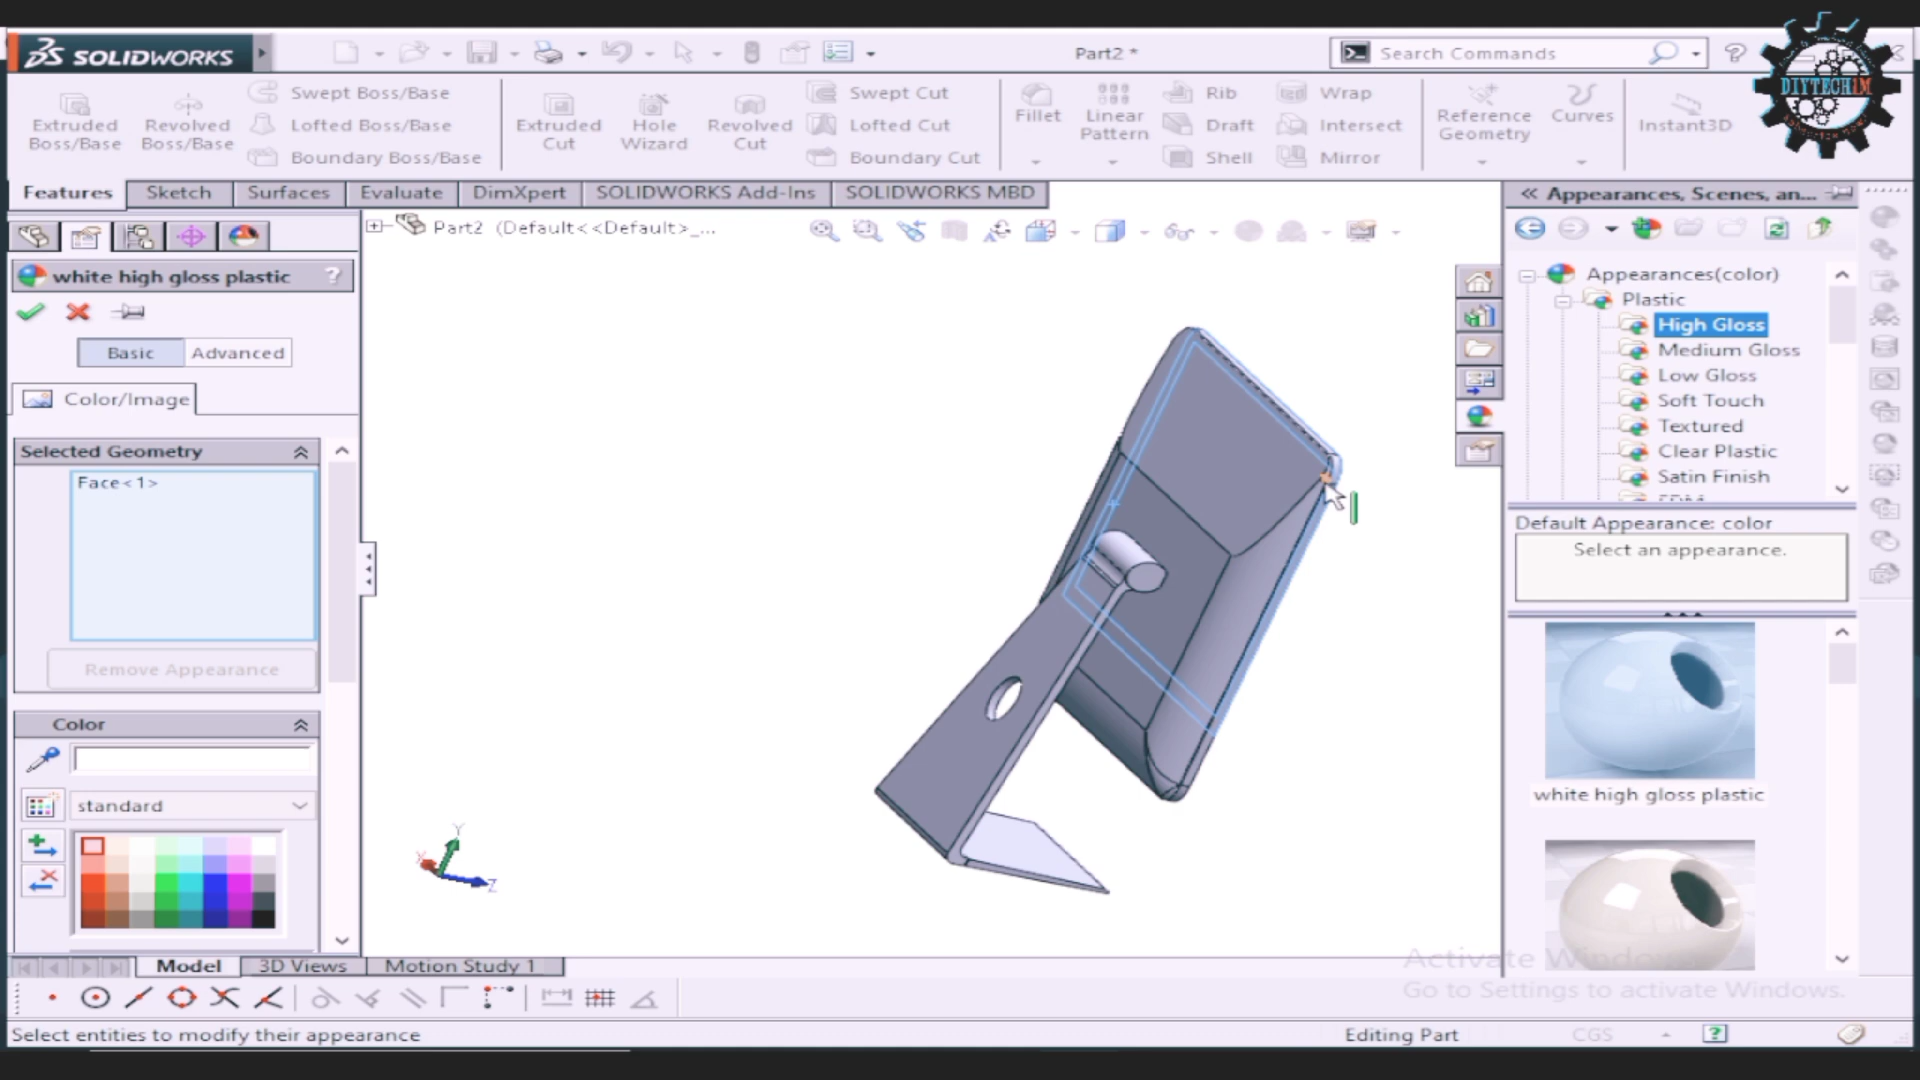 SOLIDWORKS
Part2 *
Search Commands
DIYTECH1M
Extruded Boss/Base
Revolved Boss/Base
Swept Boss/Base
Lofted Boss/Base
Boundary Boss/Base
Extruded Cut
Hole Wizard
Revolved Cut
Swept Cut
Lofted Cut
Boundary Cut
Fillet
Linear Pattern
Rib
Draft
Shell
Wrap
Intersect
Mirror
Reference Geometry
Curves
Instant3D
Features
Sketch
Surfaces
Evaluate
DimXpert
SOLIDWORKS Add-Ins
SOLIDWORKS MBD
Part2 (Default<<Default>_...
white high gloss plastic
Basic
Advanced
Color/Image
Selected Geometry
Face<1>
Remove Appearance
Color
standard
Y
X
Z
Appearances, Scenes, an...
Appearances(color)
Plastic
High Gloss
Medium Gloss
Low Gloss
Soft Touch
Textured
Clear Plastic
Satin Finish
Default Appearance: color
Select an appearance.
white high gloss plastic
Model
3D Views
Motion Study 1
Activate Windows
Go to Settings to activate Windows.
Select entities to modify their appearance
Editing Part
CGS